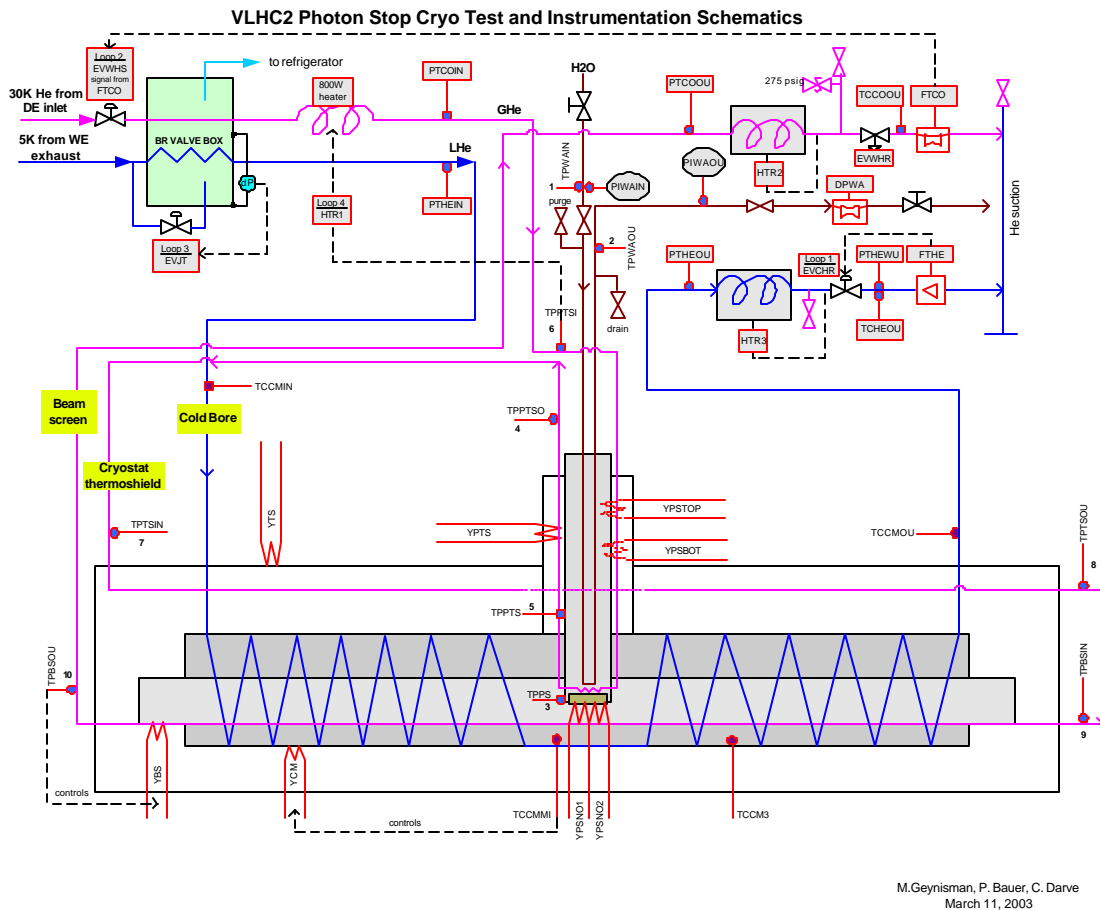 VLHC2 Photon Stop Cryo Test and Instrumentation Schematics
Loop 2
EVWHS
signal from
FTCO
to refrigerator
800W
heater
PTCOIN
H2O
275 psig
PTCOOU
TCCOOU
FTCO
30K He from
DE inlet
GHe
5K from WE
exhaust
BR VALVE BOX
LHe
TPWAIN
PIWAOU
EVWHR
HTR2
dP
PTHEIN
Loop 4
HTR1
1
purge
PIWAIN
DPWA
He suction
Loop 3
EVJT
2
TPWAOU
PTHEOU
Loop 1
EVCHR
PTHEWU
FTHE
TPPTSI
6
drain
HTR3
TCHEOU
TCCMIN
Beam
screen
Cold Bore
TPPTSO
4
Cryostat
thermoshield
TPTSIN
7
YTS
YPTS
YPSTOP
YPSBOT
TCCMOU
TPTSOU
8
TPPTS
5
TPBSOU
10
TPPS
3
TPBSIN
9
YBS
YCM
controls
TCCMMI
YPSNO1
YPSNO2
TCCM3
controls
M.Geynisman, P. Bauer, C. Darve
March 11, 2003